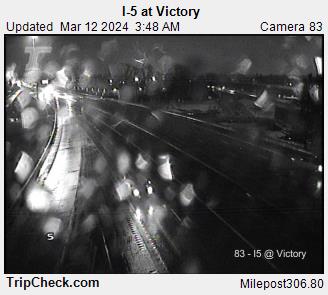 I-5 at Victory
Updated  Mar 12 2024  3:48 AM
Camera 83
S
83 - I5 @ Victory
TripCheck.com
Milepost306.80